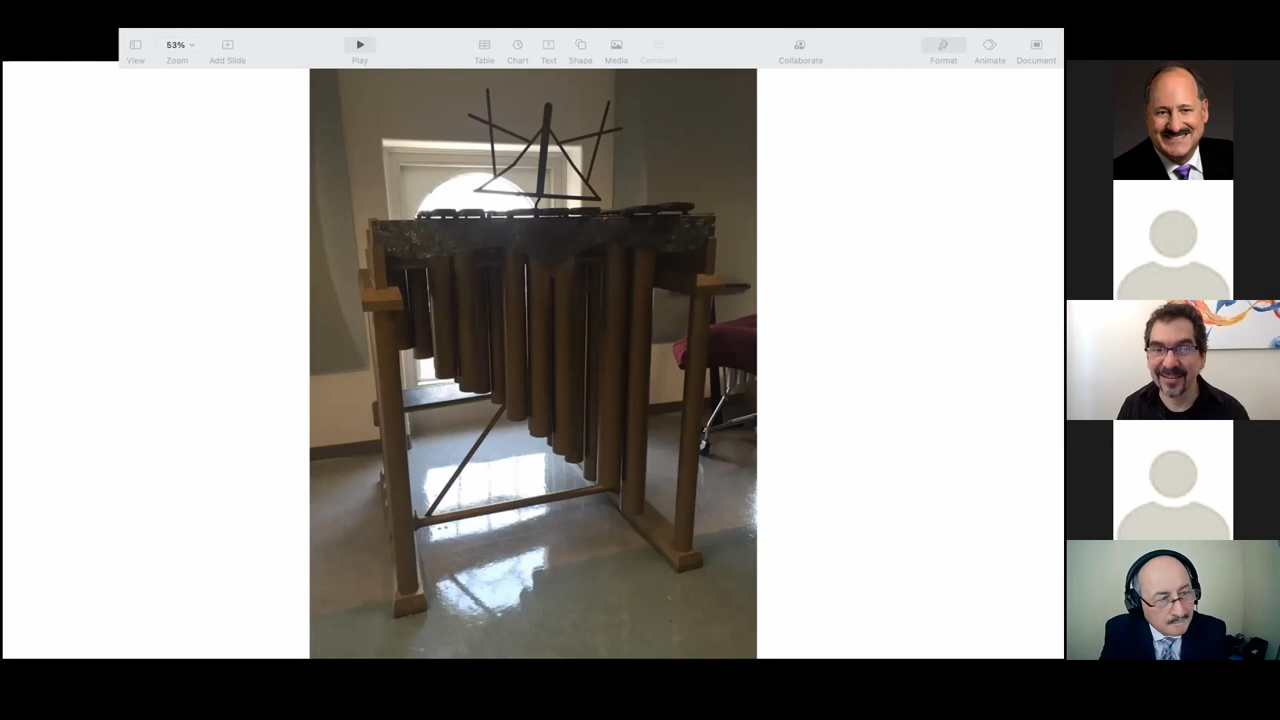 View
53%
Zoom
Add Slide
Play
Table
Chart
Text
Shape
Media
Comment
Collaborate
Format
Animate
Document